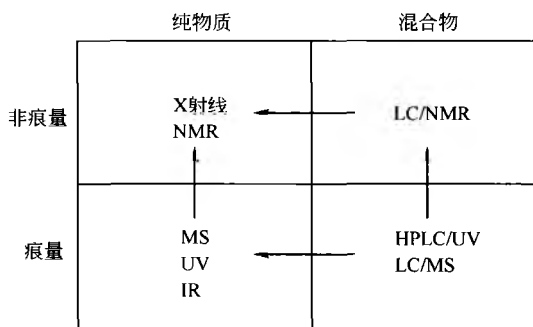 纯物质 混合物
非痕量 X射线 LC/NMR
NMR
痕量 MS HPLC/UV
UV LC/MS
IR